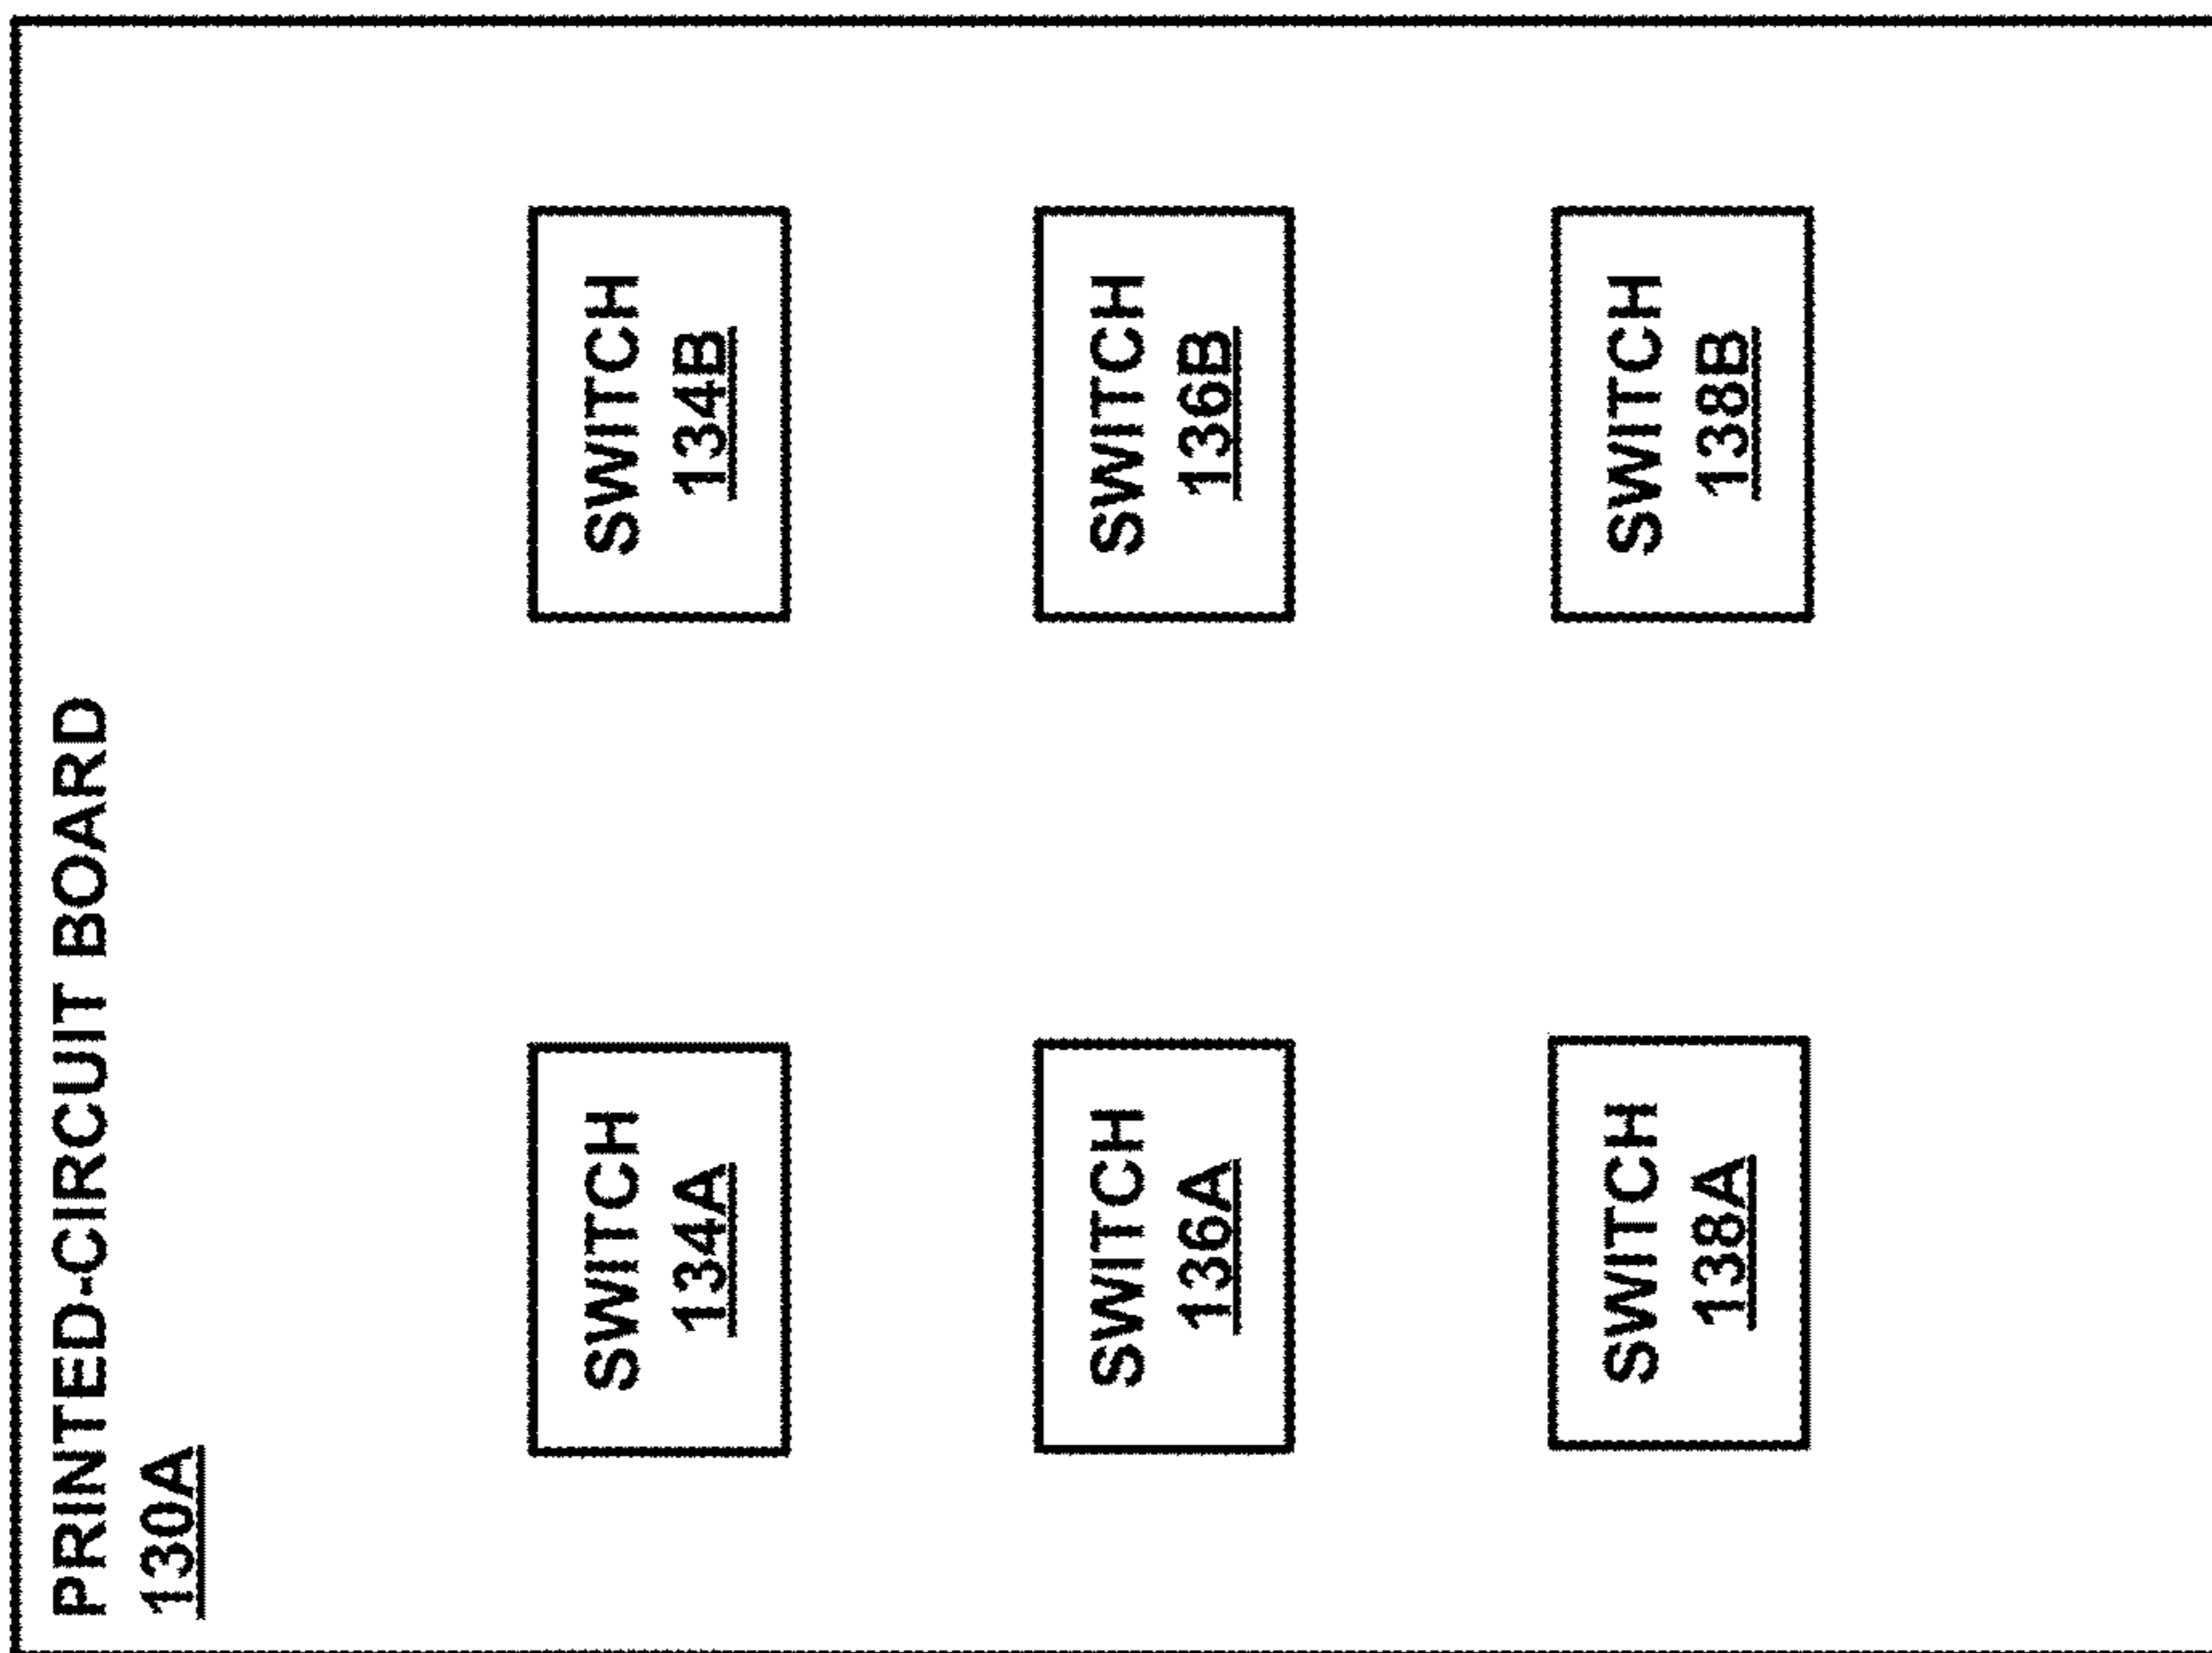 PRINTED-CIRCUIT BOARD
130A
SWITCH
134A
SWITCH
134B
SWITCH
136A
SWITCH
136B
SWITCH
138A
SWITCH
138B